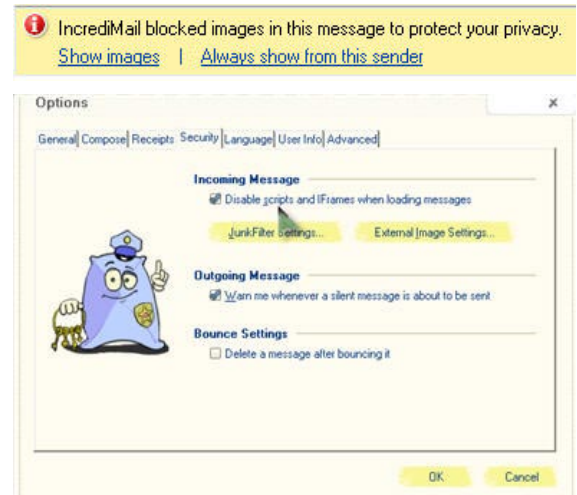 IncrediMail blocked images in this message to protect your privacy.
Show images | Always show from this sender
Options
General Compose Receipts Security Language User Info Advanced
Incoming Message
Disable scripts and IFrames when loading messages
JunkFilter Settings... External Image Settings...
Outgoing Message
Warn me whenever a silent message is about to be sent
Bounce Settings
Delete a message after bouncing it
OK Cancel